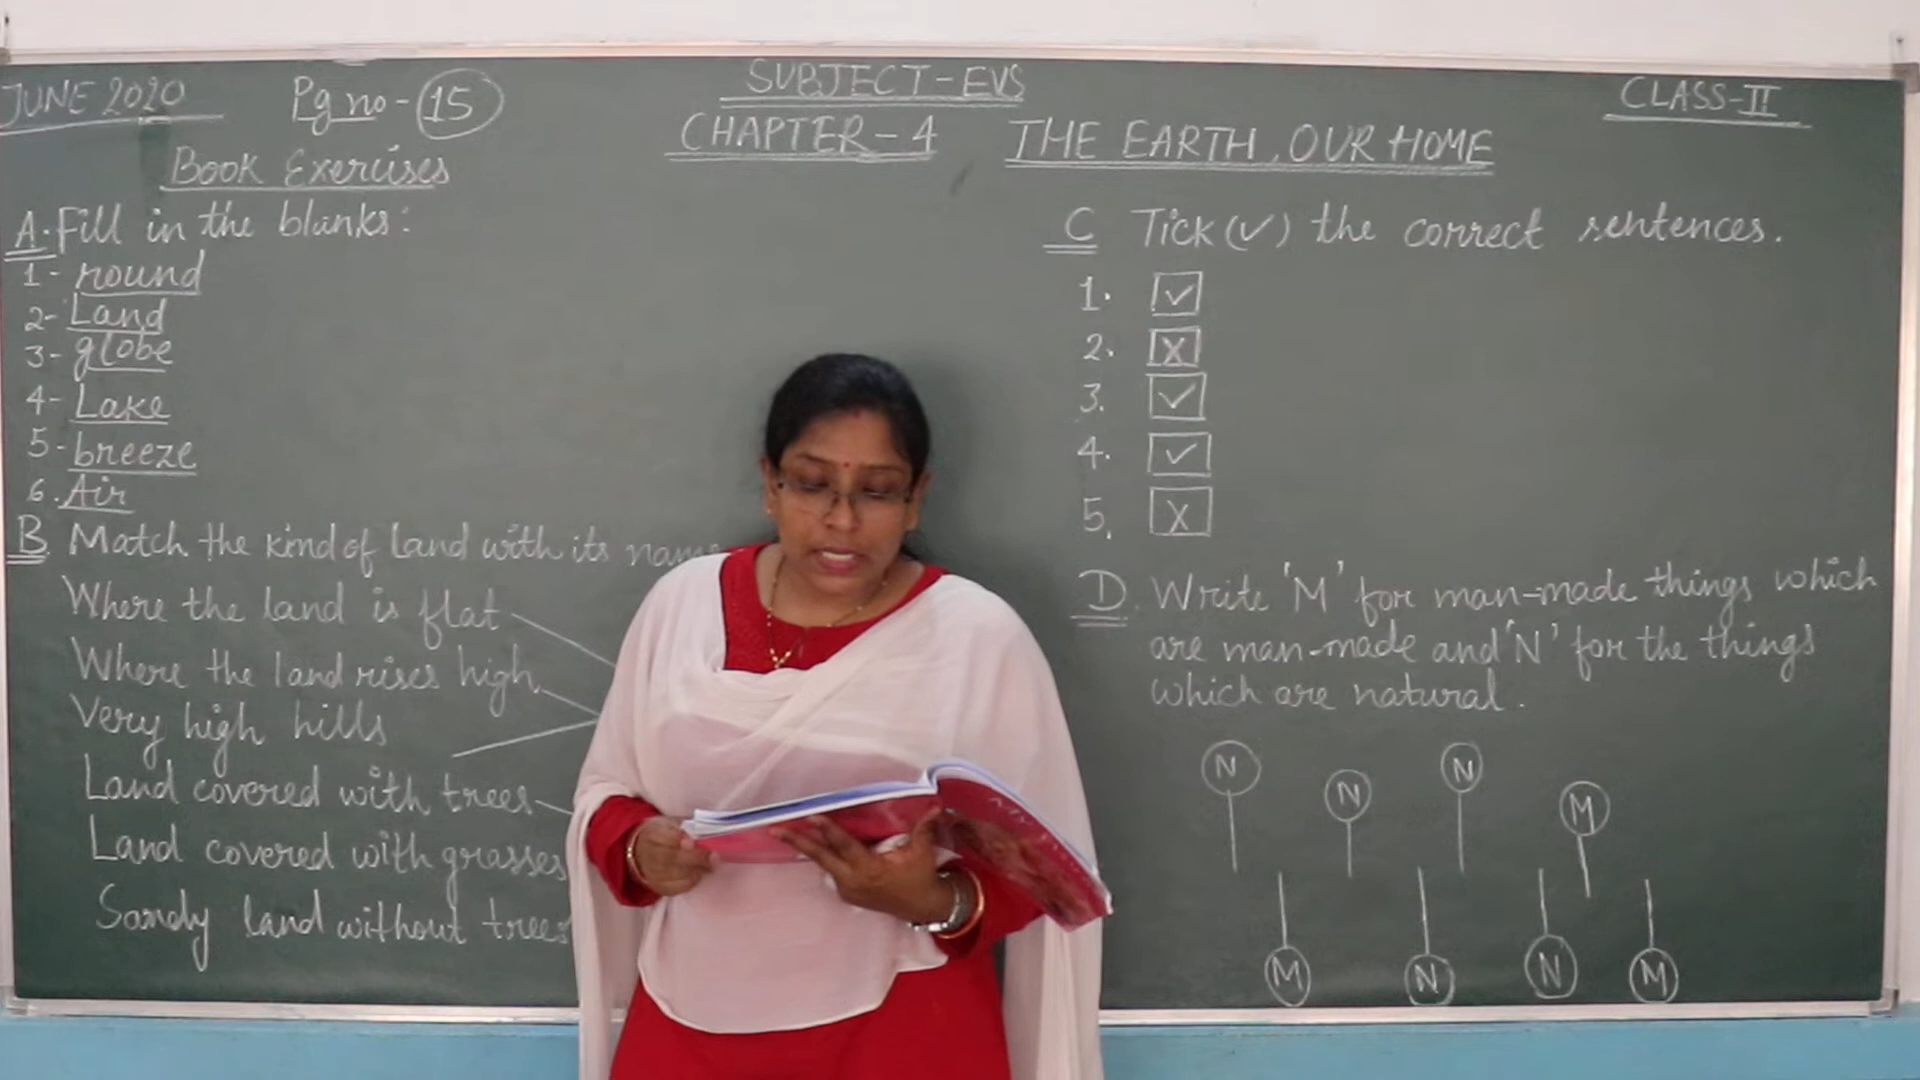 JUNE 2020
Pg no - 15
SUBJECT - EVS
CLASS - II
CHAPTER - 4 THE EARTH, OUR HOME
Book Exercises
A. Fill in the blanks:
1- round
2- Land
3- globe
4- Lake
5- breeze
6. Air
B Match the kind of land with its name
Where the land is flat
Where the land rises high
Very high hills
Land covered with trees
Land covered with grasses
Sandy land without trees
C Tick (✓) the correct sentences.
1. ✓
2. X
3. ✓
4. ✓
5. X
D. Write 'M' for man-made things which
are man-made and 'N' for the things
which are natural.
N N N M
M N N M